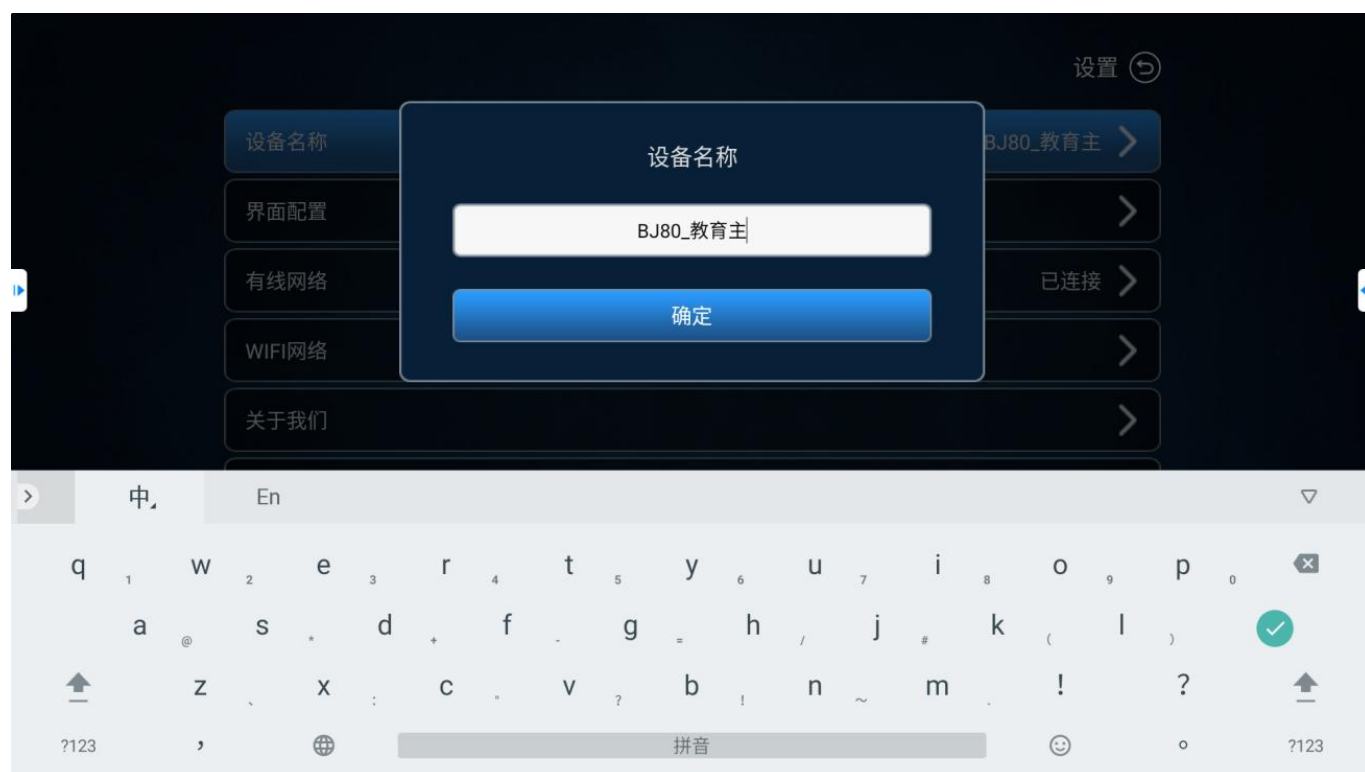 设置
设备名称 BJ80_教育主
设备名称
界面配置
BJ80_教育主
有线网络 已连接
确定
WIFI网络
关于我们
中 En
q 1 w 2 e 3 r 4 t 5 y 6 u 7 i 8 o 9 p 0
a @ s * d + f - g = h / j # k ( l )
z 、 x : c " v ? b ! n ~ m . ! ?
?123 , 拼音 。 ?123